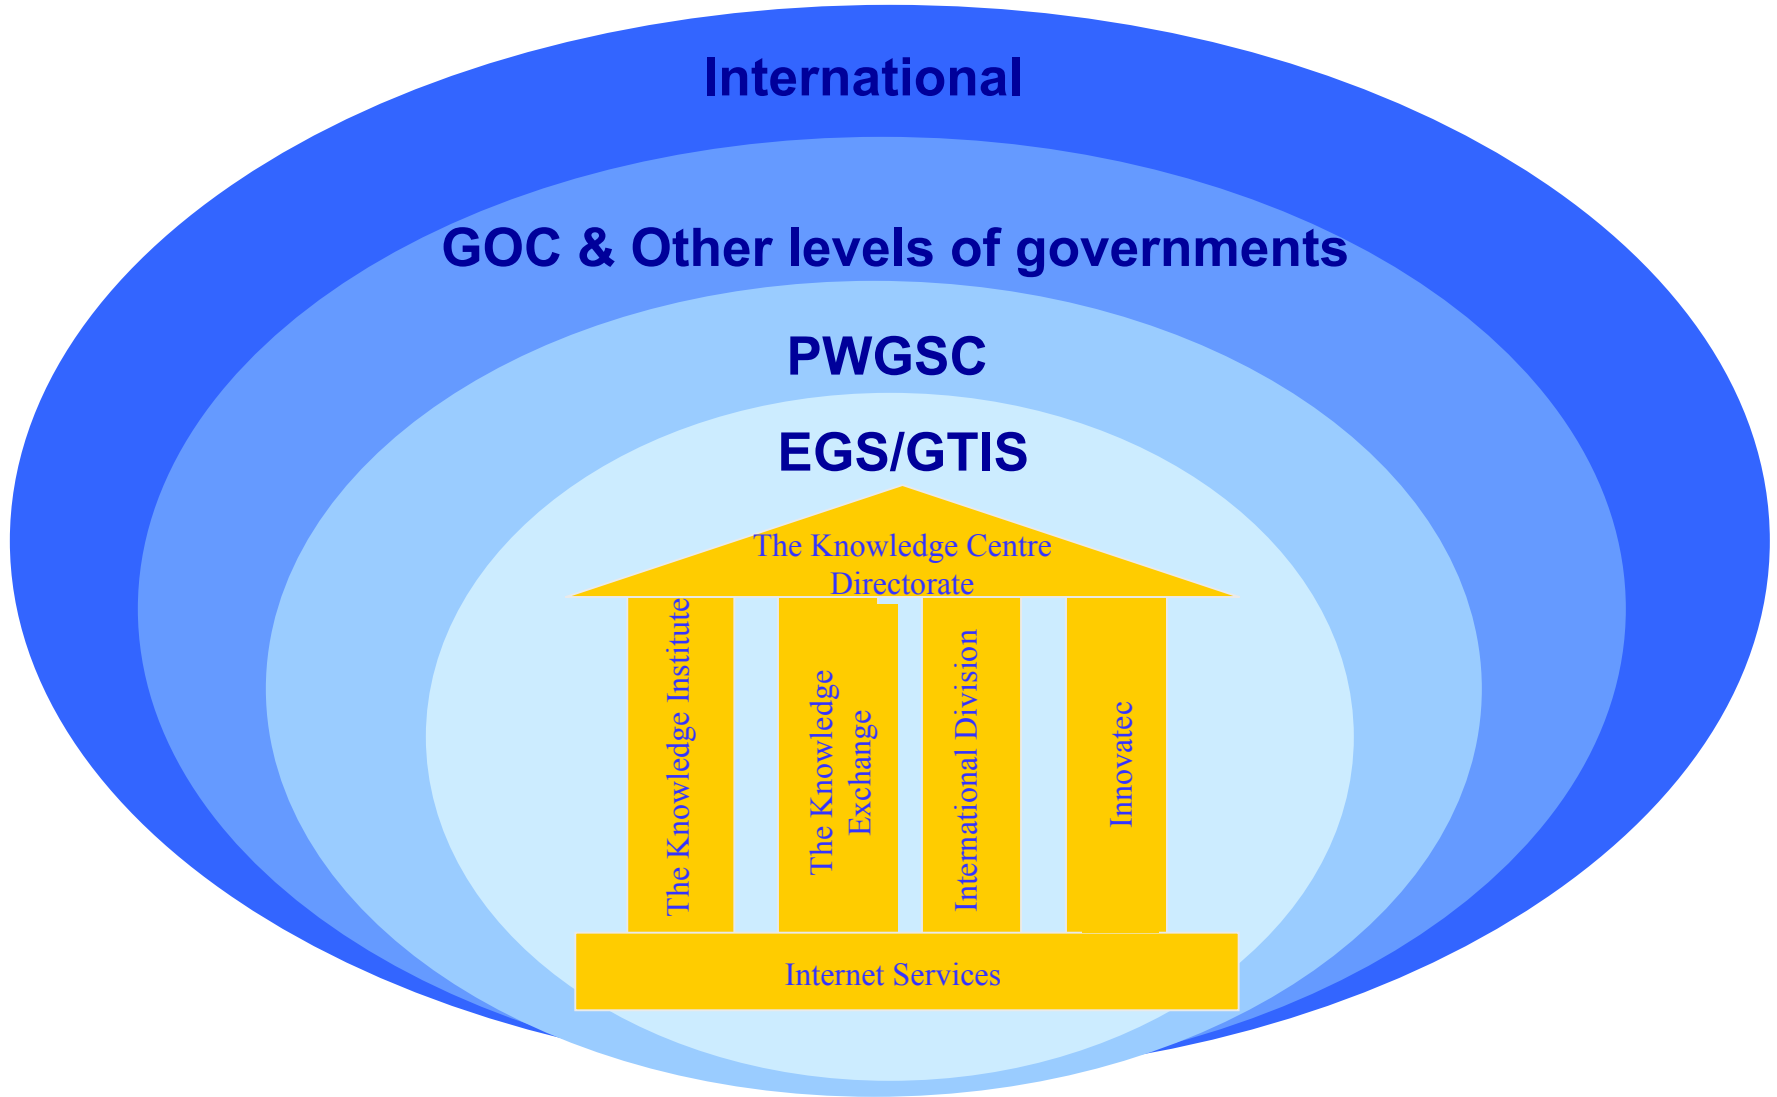 International
GOC & Other levels of governments
PWGSC
EGS/GTIS
The Knowledge Centre
Directorate
The Knowledge Institute
The Knowledge
Exchange
International Division
Innovatec
Internet Services